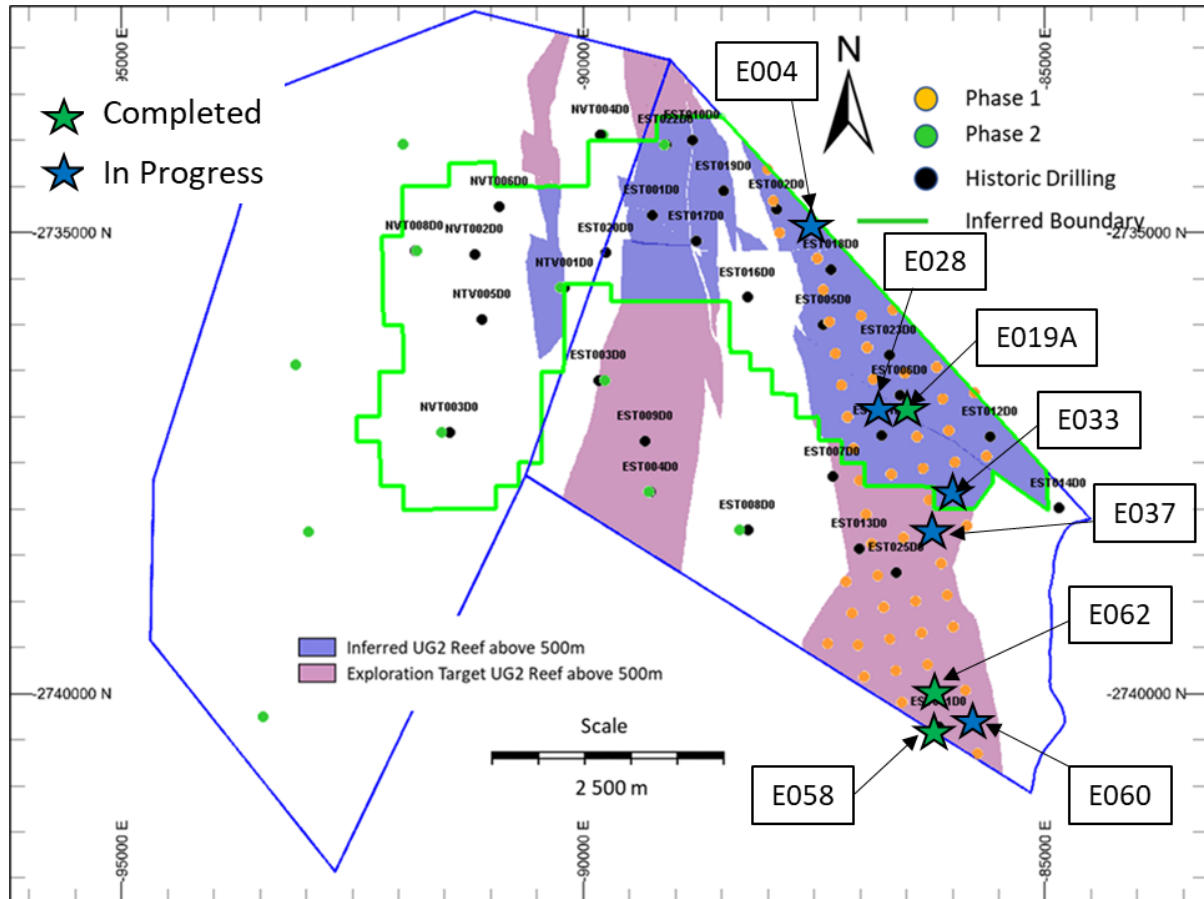 -95000 E
-90000 E
-85000 E
E004
N
Completed
In Progress
Phase 1
Phase 2
Historic Drilling
Inferred Boundary
NVT004D0
EST022D0
EST010D0
EST019D0
NVT006D0
EST001D0
EST002D0
EST017D0
NVT008D0
NVT002D0
EST020D0
EST018D0
-2735000 N
-2735000 N
E028
NTV001D0
EST016D0
NTV005D0
EST005D0
EST023D0
E019A
EST003D0
EST006D0
NVT003D0
EST009D0
EST012D0
E033
EST004D0
EST007D0
EST014D0
EST008D0
EST013D0
E037
EST025D0
E062
Inferred UG2 Reef above 500m
Exploration Target UG2 Reef above 500m
-2740000 N
-2740000 N
Scale
2 500 m
E058
E060
-95000 E
-90000 E
-85000 E